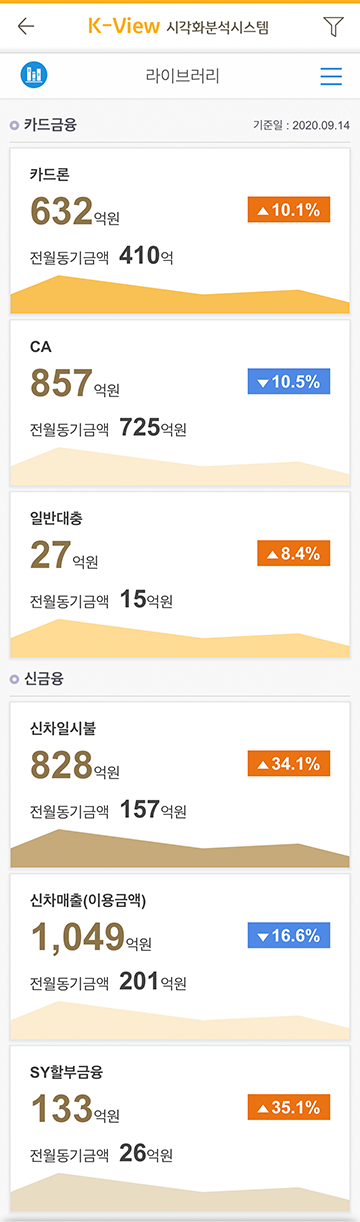 K-View 시각화분석시스템
라이브러리
카드금융 기준일 : 2020.09.14
카드론
632억원 ▲10.1%
전월동기금액 410억
CA
857억원 ▼10.5%
전월동기금액 725억원
일반대충
27억원 ▲8.4%
전월동기금액 15억원
신금융
신차일시불
828억원 ▲34.1%
전월동기금액 157억원
신차매출(이용금액)
1,049억원 ▼16.6%
전월동기금액 201억원
SY할부금융
133억원 ▲35.1%
전월동기금액 26억원